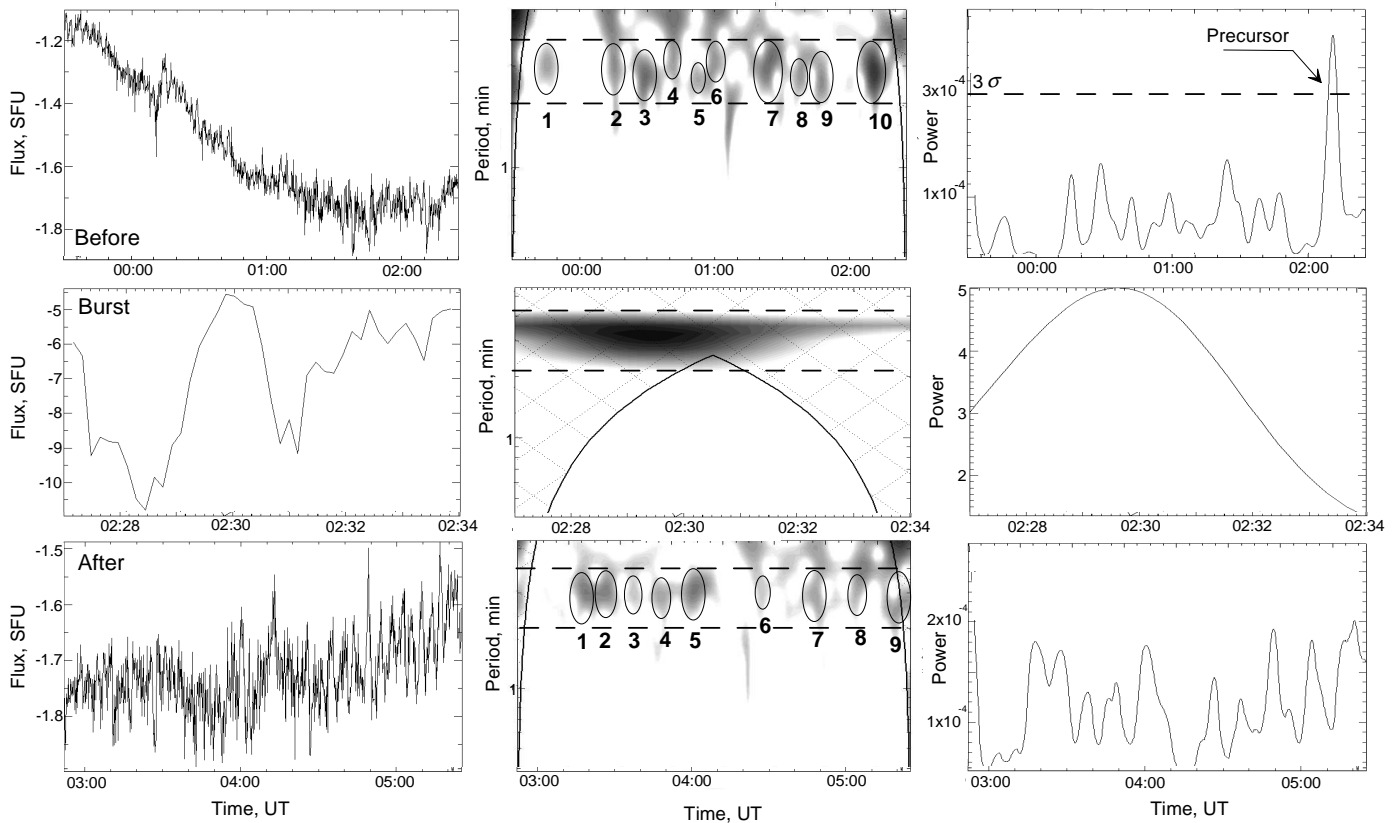 Flux, SFU
-1.2
-1.4
-1.6
-1.8
Before
00:00 01:00 02:00
Period, min
1
1 2 3 4 5 6 7 8 9 10
00:00 01:00 02:00
Power
3x10-4
1x10-4
3 σ
Precursor
00:00 01:00 02:00
Flux, SFU
-5
-6
-7
-8
-9
-10
Burst
02:28 02:30 02:32 02:34
Period, min
1
02:28 02:30 02:32 02:34
Power
5
4
3
2
02:28 02:30 02:32 02:34
Flux, SFU
-1.5
-1.6
-1.7
-1.8
After
03:00 04:00 05:00
Time, UT
Period, min
1
1 2 3 4 5 6 7 8 9
03:00 04:00 05:00
Time, UT
Power
2x10-4
1x10-4
03:00 04:00 05:00
Time, UT